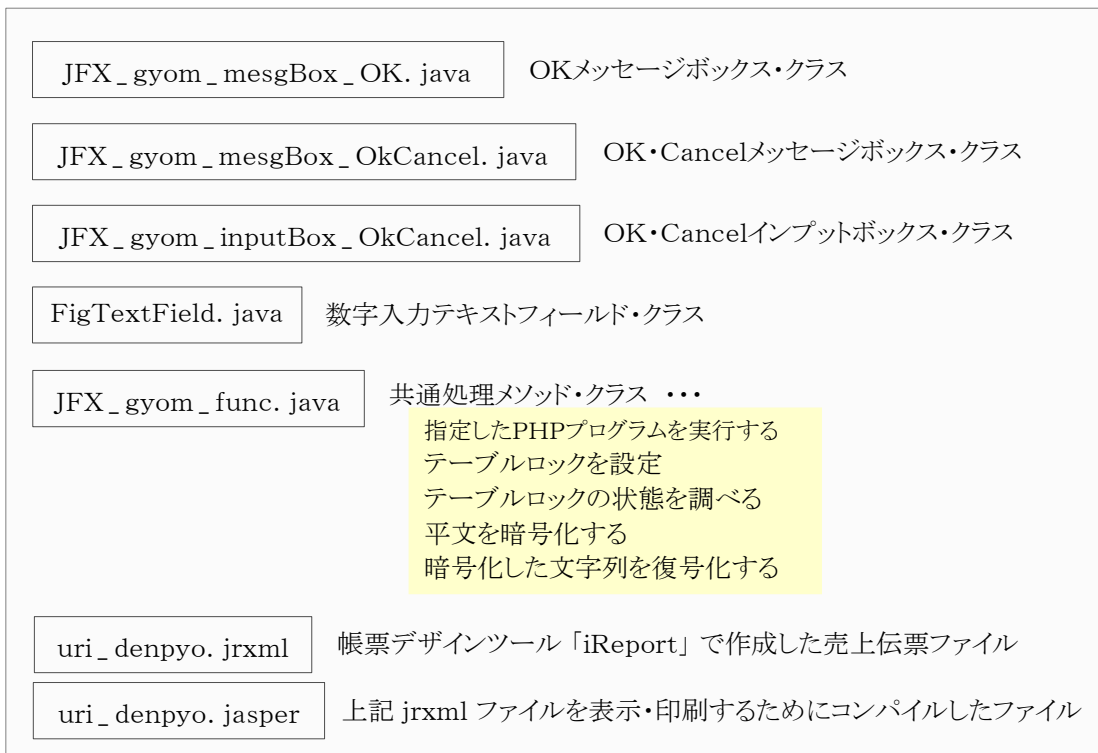 JFX_gyom_mesgBox_OK. java OKメッセージボックス・クラス
JFX_gyom_mesgBox_OkCancel. java OK・Cancelメッセージボックス・クラス
JFX_gyom_inputBox_OkCancel. java OK・Cancelインプットボックス・クラス
FigTextField. java 数字入力テキストフィールド・クラス
JFX_gyom_func. java 共通処理メソッド・クラス ・・・
指定したPHPプログラムを実行する
テーブルロックを設定
テーブルロックの状態を調べる
平文を暗号化する
暗号化した文字列を復号化する
uri_denpyo. jrxml 帳票デザインツール「iReport」で作成した売上伝票ファイル
uri_denpyo. jasper 上記 jrxml ファイルを表示・印刷するためにコンパイルしたファイル